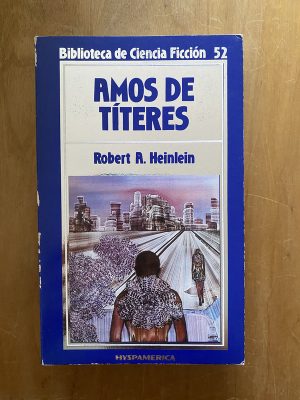 Biblioteca de Ciencia Ficción 52
AMOS DE
TÍTERES
Robert A. Heinlein
HYSPAMERICA